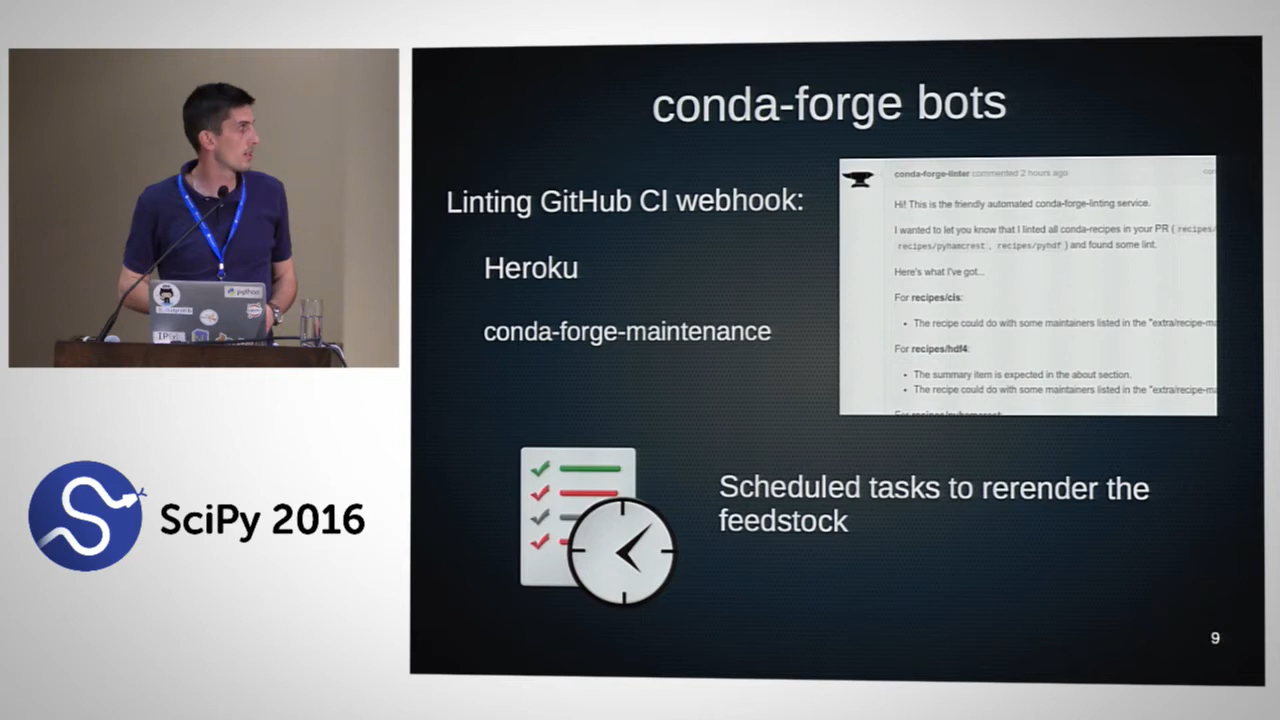 conda-forge bots
Linting GitHub CI webhook:
Heroku
conda-forge-maintenance
conda-forge-linter commented 2 hours ago
Hi! This is the friendly automated conda-forge-linting service.
I wanted to let you know that I linted all conda-recipes in your PR ( recipes/
recipes/pyhamcrest , recipes/pyhdf ) and found some lint.
Here's what I've got...
For recipes/cis:
• The recipe could do with some maintainers listed in the "extra/recipe-ma
For recipes/hdf4:
• The summary item is expected in the about section.
• The recipe could do with some maintainers listed in the "extra/recipe-ma
For recipes/pyhamcrest:
Scheduled tasks to rerender the
feedstock
9
python
SciPy 2016